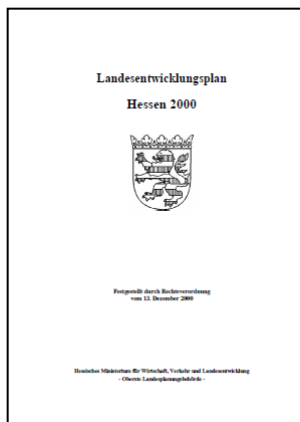 Landesentwicklungsplan
Hessen 2000
Festgestellt durch Rechtsverordnung
vom 13. Dezember 2000
Hessisches Ministerium für Wirtschaft, Verkehr und Landesentwicklung
- Oberste Landesplanungsbehörde -